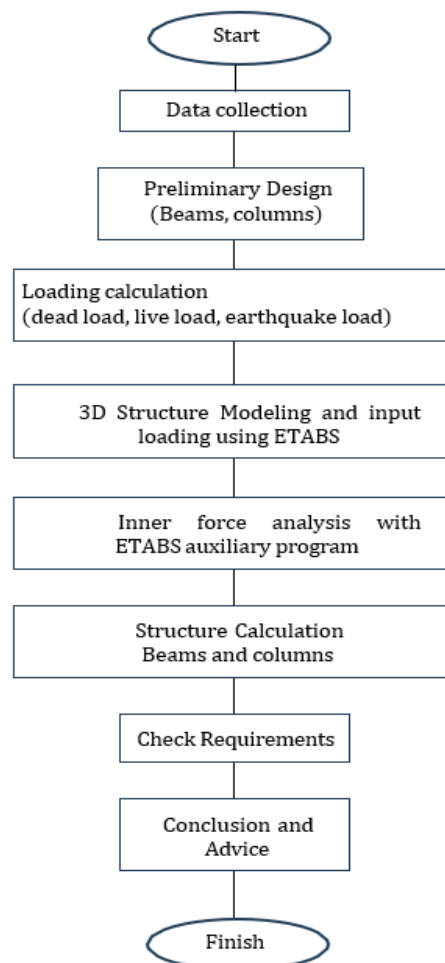 Start
Data collection
Preliminary Design
(Beams, columns)
Loading calculation
(dead load, live load, earthquake load)
3D Structure Modeling and input
loading using ETABS
Inner force analysis with
ETABS auxiliary program
Structure Calculation
Beams and columns
Check Requirements
Conclusion and
Advice
Finish